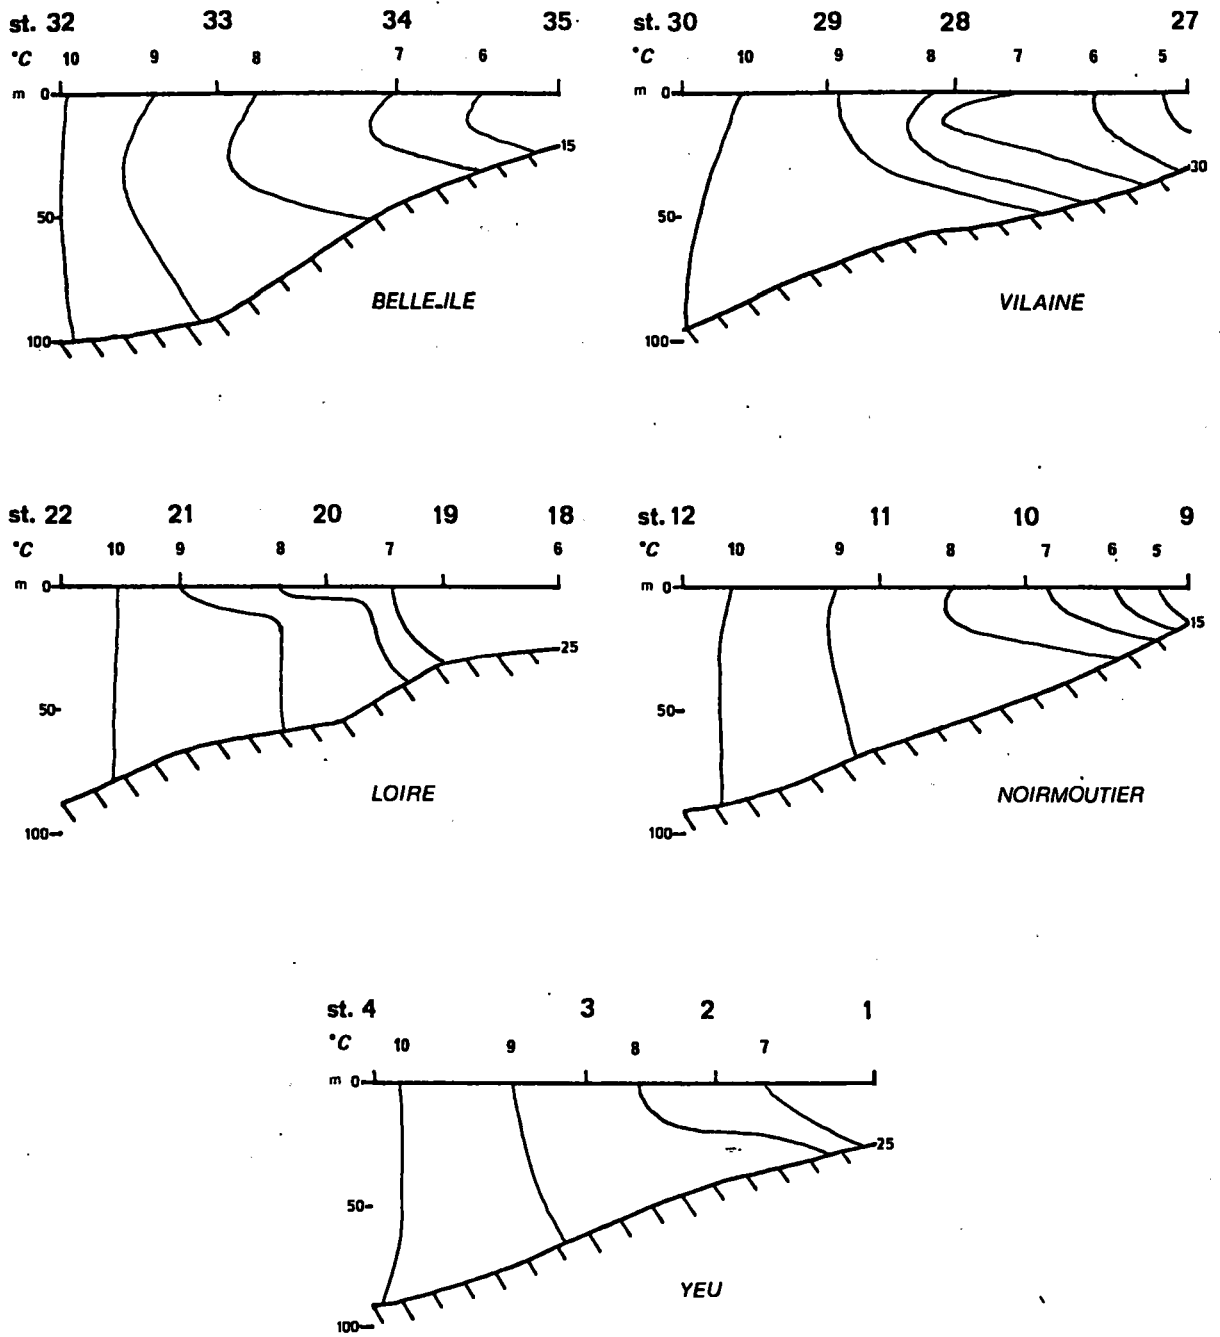 st. 32 33 34 35
°C 10 9 8 7 6
m 0
15
50
100
BELLE-ILE
st. 30 29 28 27
°C 10 9 8 7 6 5
m 0
30
50
100
VILAINE
st. 22 21 20 19 18
°C 10 9 8 7 6
m 0
25
50
100
LOIRE
st. 12 11 10 9
°C 10 9 8 7 6 5
m 0
15
50
100
NOIRMOUTIER
st. 4 3 2 1
°C 10 9 8 7
m 0
25
50
100
YEU